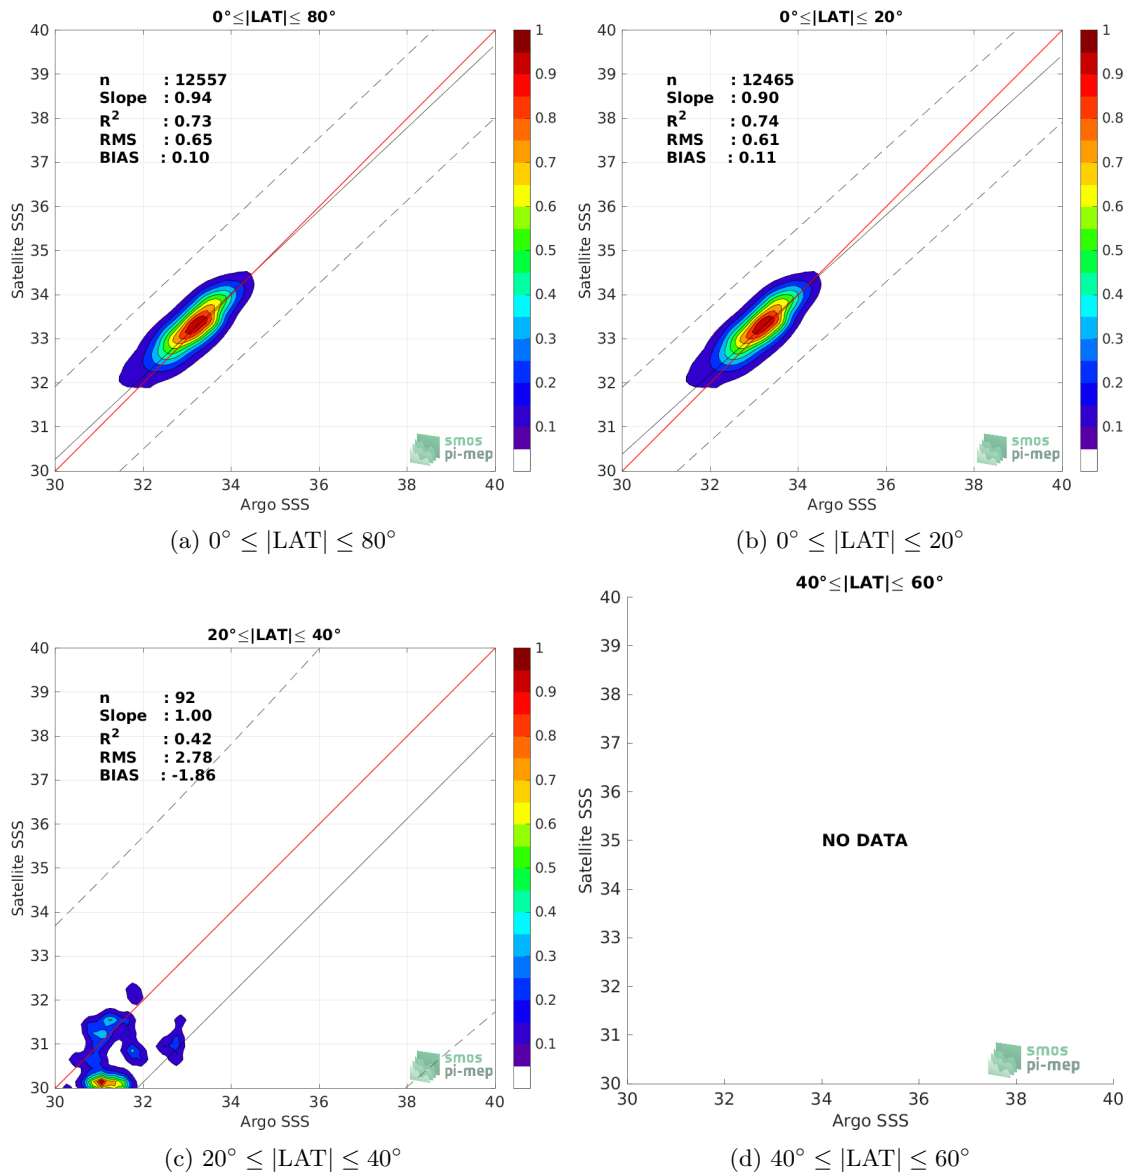 0°≤|LAT|≤ 80°
n : 12557
Slope : 0.94
R² : 0.73
RMS : 0.65
BIAS : 0.10
40
39
38
37
36
35
34
33
32
31
30
Satellite SSS
30 32 34 36 38 40
Argo SSS
1
0.9
0.8
0.7
0.6
0.5
0.4
0.3
0.2
0.1
smos
pi-mep
(a) 0° ≤ |LAT| ≤ 80°
0°≤|LAT|≤ 20°
n : 12465
Slope : 0.90
R² : 0.74
RMS : 0.61
BIAS : 0.11
40
39
38
37
36
35
34
33
32
31
30
Satellite SSS
30 32 34 36 38 40
Argo SSS
1
0.9
0.8
0.7
0.6
0.5
0.4
0.3
0.2
0.1
smos
pi-mep
(b) 0° ≤ |LAT| ≤ 20°
20°≤|LAT|≤ 40°
n : 92
Slope : 1.00
R² : 0.42
RMS : 2.78
BIAS : -1.86
40
39
38
37
36
35
34
33
32
31
30
Satellite SSS
30 32 34 36 38 40
Argo SSS
1
0.9
0.8
0.7
0.6
0.5
0.4
0.3
0.2
0.1
smos
pi-mep
(c) 20° ≤ |LAT| ≤ 40°
40°≤|LAT|≤ 60°
40
39
38
37
36
35
34
33
32
31
30
Satellite SSS
NO DATA
30 32 34 36 38 40
Argo SSS
smos
pi-mep
(d) 40° ≤ |LAT| ≤ 60°